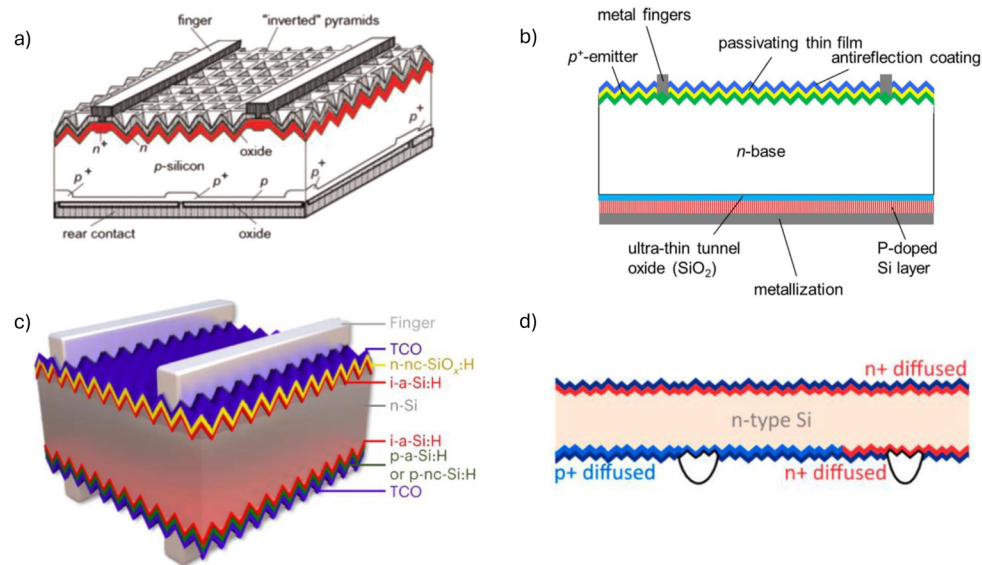 a)
finger
"inverted" pyramids
n+
n
oxide
p-silicon
p+
p+
p
p+
p+
rear contact
oxide
b)
metal fingers
p+-emitter
passivating thin film
antireflection coating
n-base
ultra-thin tunnel
oxide (SiO₂)
P-doped
Si layer
metallization
c)
Finger
TCO
n-nc-SiOₓ:H
i-a-Si:H
n-Si
i-a-Si:H
p-a-Si:H
or p-nc-Si:H
TCO
d)
n+ diffused
n-type Si
p+ diffused
n+ diffused